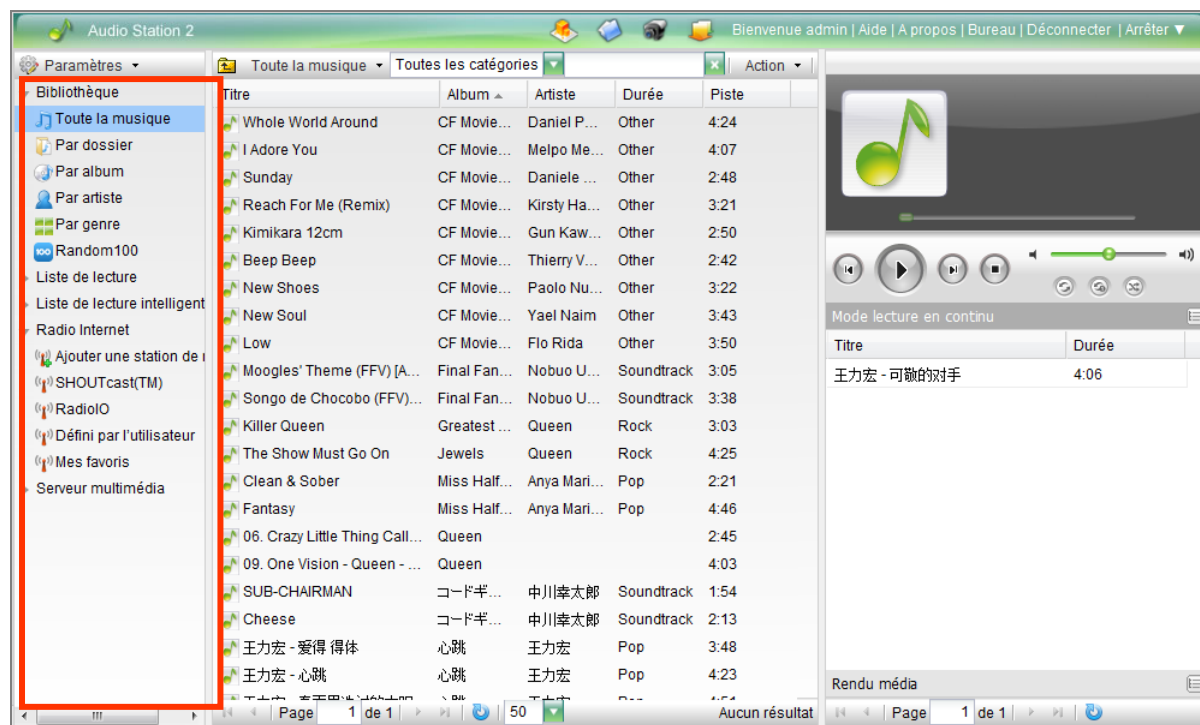 Audio Station 2
Bienvenue admin | Aide | A propos | Bureau | Déconnecter | Arrêter ▼
Paramètres
Toute la musique
Toutes les catégories
Action
Bibliothèque
Toute la musique
Par dossier
Par album
Par artiste
Par genre
100 Random100
Liste de lecture
Liste de lecture intelligent
Radio Internet
Ajouter une station de
SHOUTcast(TM)
RadioIO
Défini par l'utilisateur
Mes favoris
Serveur multimédia
Titre Album Artiste Durée Piste
Whole World Around CF Movie... Daniel P... Other 4:24
I Adore You CF Movie... Melpo Me... Other 4:07
Sunday CF Movie... Daniele ... Other 2:48
Reach For Me (Remix) CF Movie... Kirsty Ha... Other 3:21
Kimikara 12cm CF Movie... Gun Kaw... Other 2:50
Beep Beep CF Movie... Thierry V... Other 2:42
New Shoes CF Movie... Paolo Nu... Other 3:22
New Soul CF Movie... Yael Naim Other 3:43
Low CF Movie... Flo Rida Other 3:50
Moogles' Theme (FFV) [A... Final Fan... Nobuo U... Soundtrack 3:05
Songo de Chocobo (FFV)... Final Fan... Nobuo U... Soundtrack 3:38
Killer Queen Greatest ... Queen Rock 3:03
The Show Must Go On Jewels Queen Rock 4:25
Clean & Sober Miss Half... Anya Mari... Pop 2:21
Fantasy Miss Half... Anya Mari... Pop 4:46
06. Crazy Little Thing Call... Queen 2:45
09. One Vision - Queen - ... Queen 4:03
SUB-CHAIRMAN コードギ... 中川幸太郎 Soundtrack 1:54
Cheese コードギ... 中川幸太郎 Soundtrack 2:13
王力宏 - 爱得 得体 心跳 王力宏 Pop 3:48
王力宏 - 心跳 心跳 王力宏 Pop 4:23
Page 1 de 1 50 Aucun résultat
Mode lecture en continu
Titre Durée
王力宏 - 可敬的对手 4:06
Rendu média
Page 1 de 1